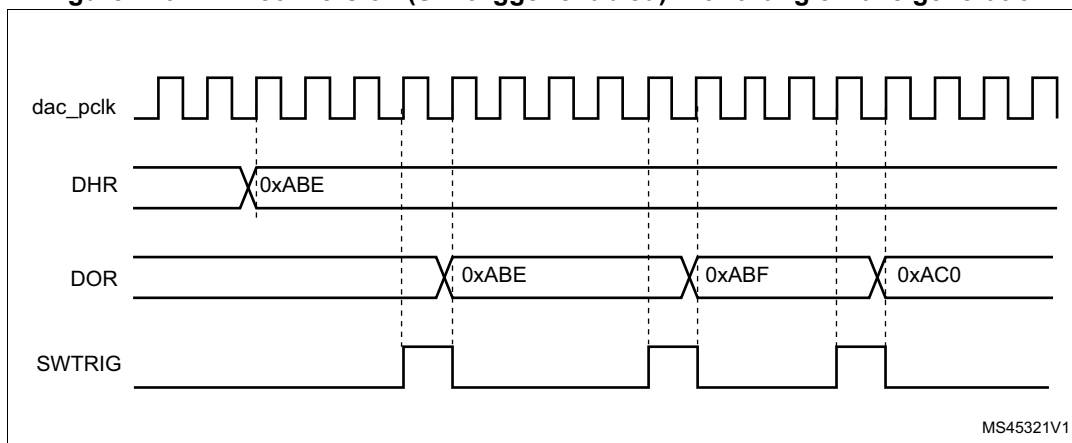 dac_pclk
DHR
0xABE
DOR
0xABE
0xABF
0xAC0
SWTRIG
MS45321V1